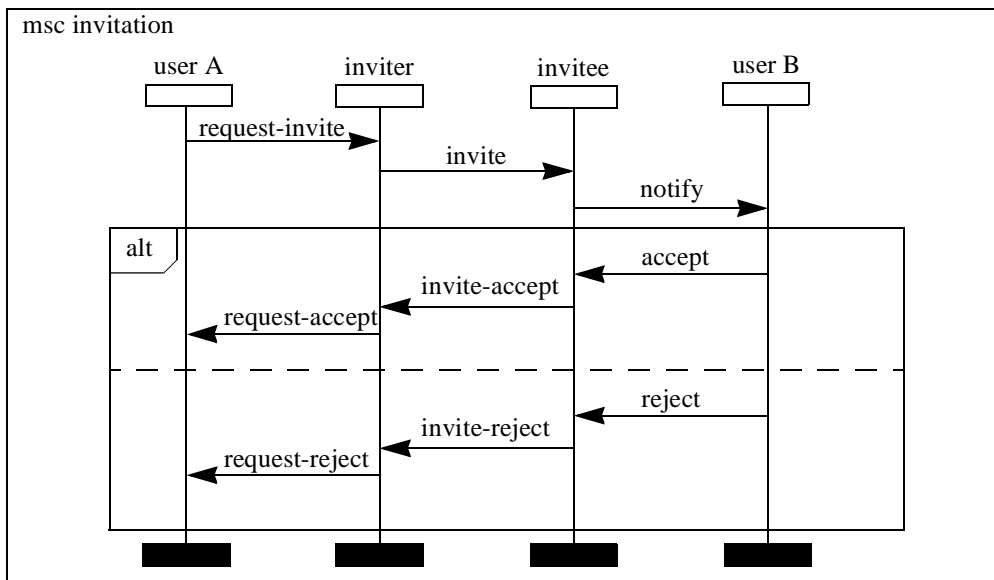 msc invitation
user A
inviter
invitee
user B
request-invite
invite
notify
alt
accept
invite-accept
request-accept
reject
invite-reject
request-reject